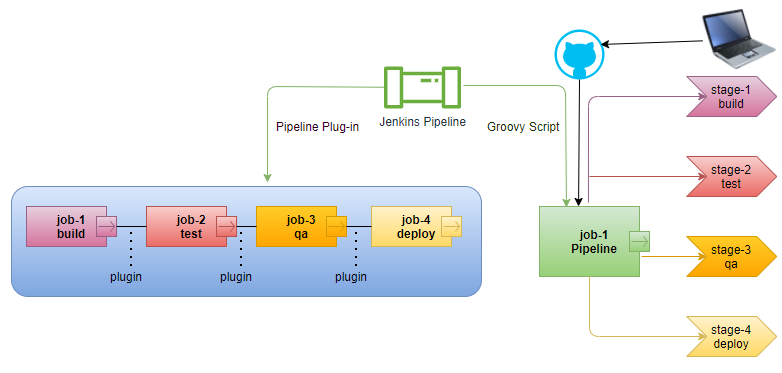 Jenkins Pipeline
Pipeline Plug-in
Groovy Script
job-1
build
job-2
test
job-3
qa
job-4
deploy
plugin
plugin
plugin
job-1
Pipeline
stage-1
build
stage-2
test
stage-3
qa
stage-4
deploy